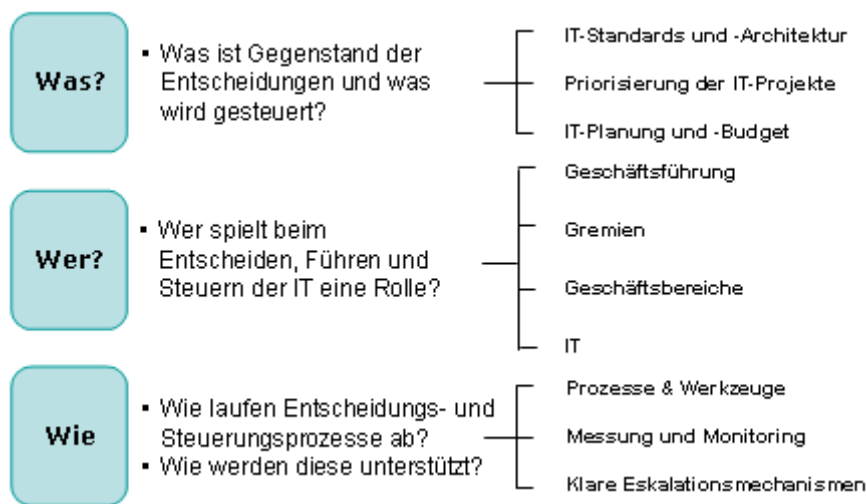 Was?
▪ Was ist Gegenstand der
Entscheidungen und was
wird gesteuert?
IT-Standards und -Architektur
Priorisierung der IT-Projekte
IT-Planung und -Budget
Wer?
▪ Wer spielt beim
Entscheiden, Führen und
Steuern der IT eine Rolle?
Geschäftsführung
Gremien
Geschäftsbereiche
IT
Wie
▪ Wie laufen Entscheidungs- und
Steuerungsprozesse ab?
▪ Wie werden diese unterstützt?
Prozesse & Werkzeuge
Messung und Monitoring
Klare Eskalationsmechanismen